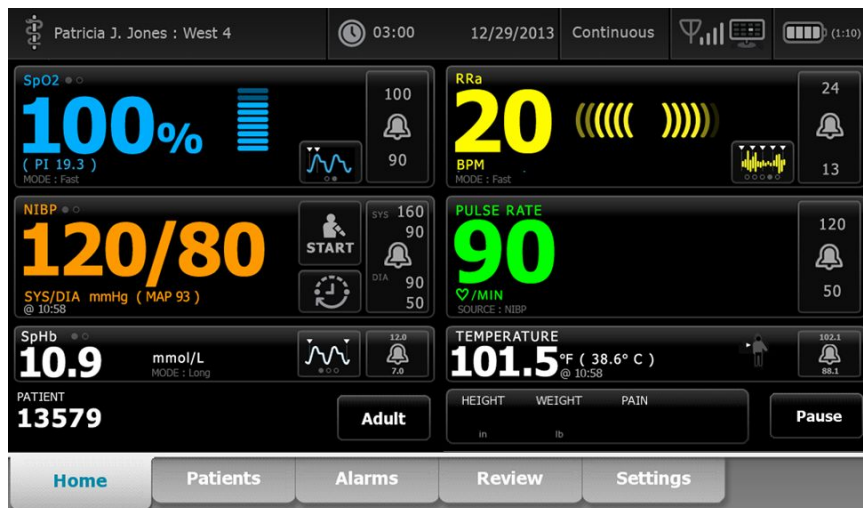 Patricia J. Jones : West 4
03:00
12/29/2013
Continuous
(1:10)
SpO2
100%
( PI 19.3 )
MODE : Fast
100
90
RRa
20
BPM
MODE : Fast
24
13
NIBP
120/80
SYS/DIA mmHg ( MAP 93 )
@ 10:58
START
SYS 160
90
DIA 90
50
PULSE RATE
90
/MIN
SOURCE : NIBP
120
50
SpHb
10.9 mmol/L
MODE : Long
12.0
7.0
TEMPERATURE
101.5 °F ( 38.6° C )
@ 10:58
102.1
88.1
PATIENT
13579
Adult
HEIGHT WEIGHT PAIN
in lb
Pause
Home Patients Alarms Review Settings